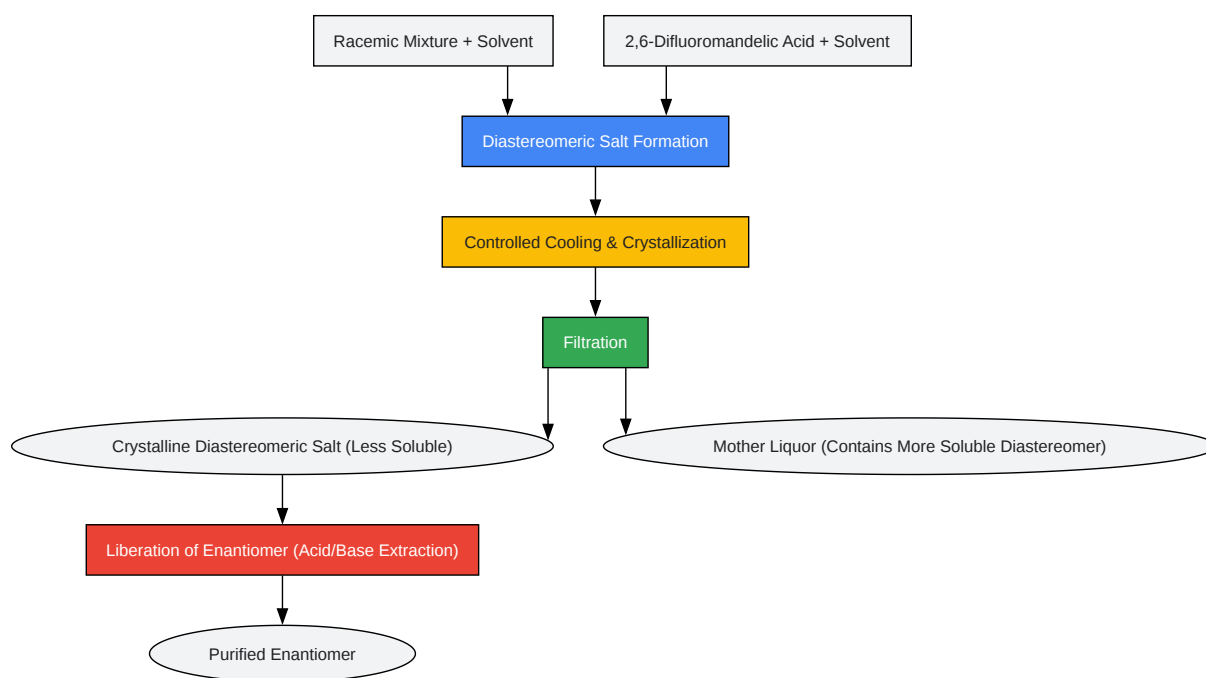 Racemic Mixture + Solvent
2,6-Difluoromandelic Acid + Solvent
Diastereomeric Salt Formation
Controlled Cooling & Crystallization
Filtration
Crystalline Diastereomeric Salt (Less Soluble)
Mother Liquor (Contains More Soluble Diastereomer)
Liberation of Enantiomer (Acid/Base Extraction)
Purified Enantiomer